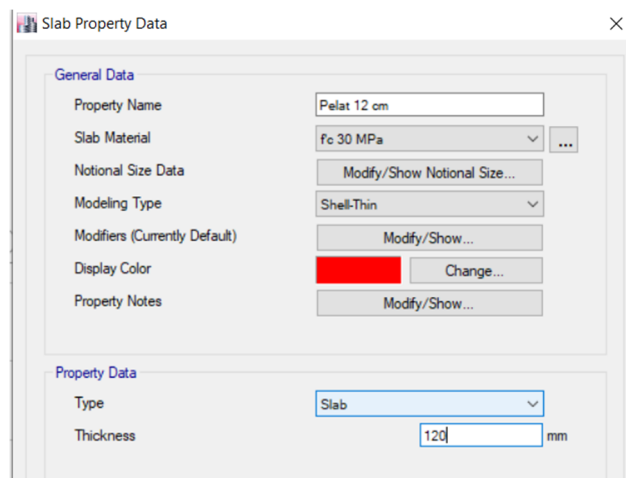 Slab Property Data
General Data
Property Name Pelat 12 cm
Slab Material f'c 30 MPa ...
Notional Size Data Modify/Show Notional Size...
Modeling Type Shell-Thin
Modifiers (Currently Default) Modify/Show...
Display Color Change...
Property Notes Modify/Show...
Property Data
Type Slab
Thickness 120 mm